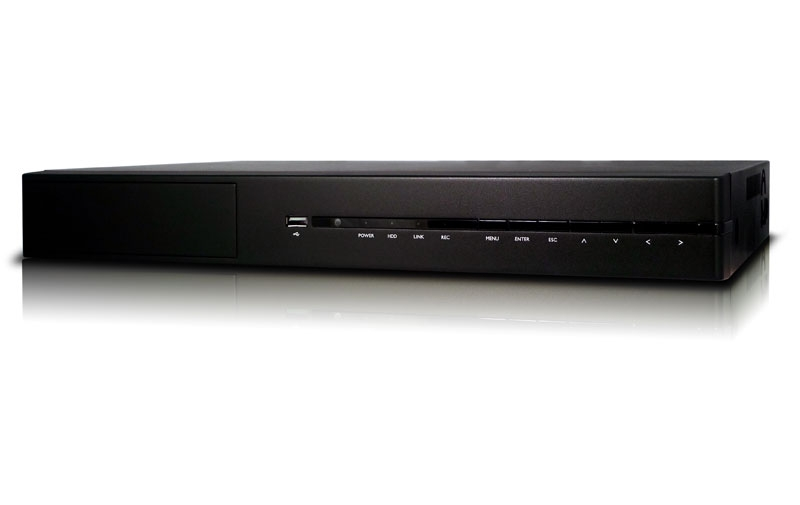 POWER HDD LINK REC MENU ENTER ESC ∧ ∨ < >